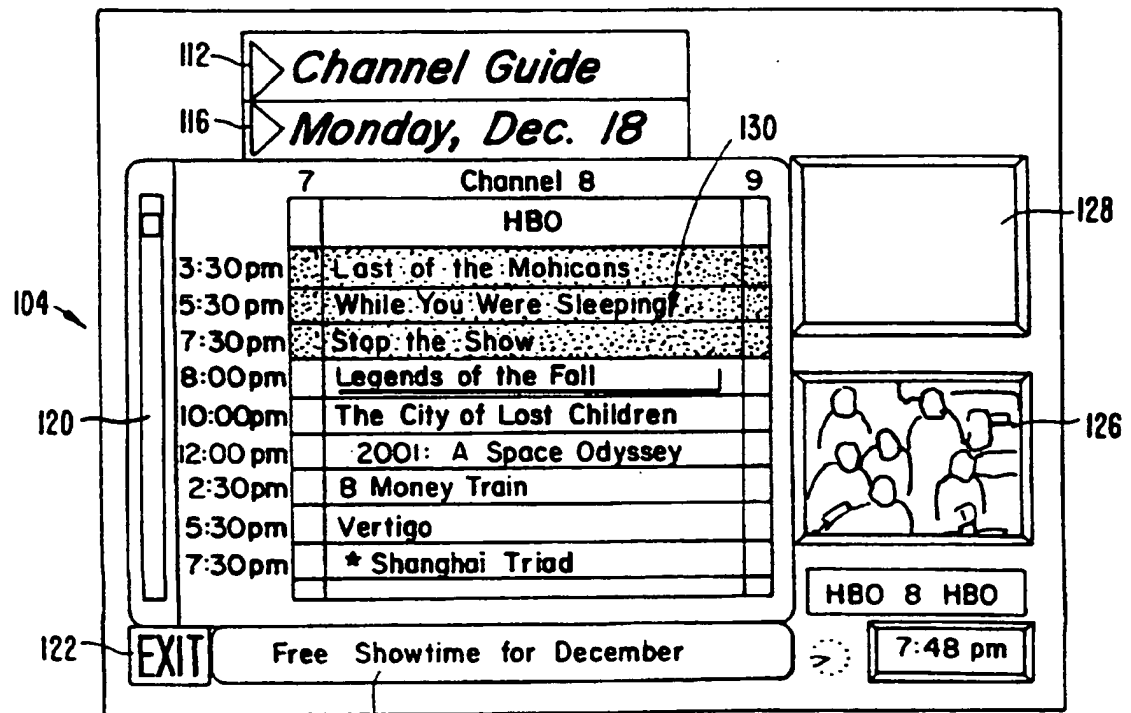 112 Channel Guide
116 Monday, Dec. 18
130
7 Channel 8 9
HBO
128
3:30pm Last of the Mohicans
104
5:30pm While You Were Sleeping
7:30pm Stop the Show
8:00pm Legends of the Fall
120
10:00pm The City of Lost Children
126
12:00 pm 2001: A Space Odyssey
2:30pm 8 Money Train
5:30pm Vertigo
7:30pm * Shanghai Triad
HBO 8 HBO
122 EXIT Free Showtime for December 7:48 pm